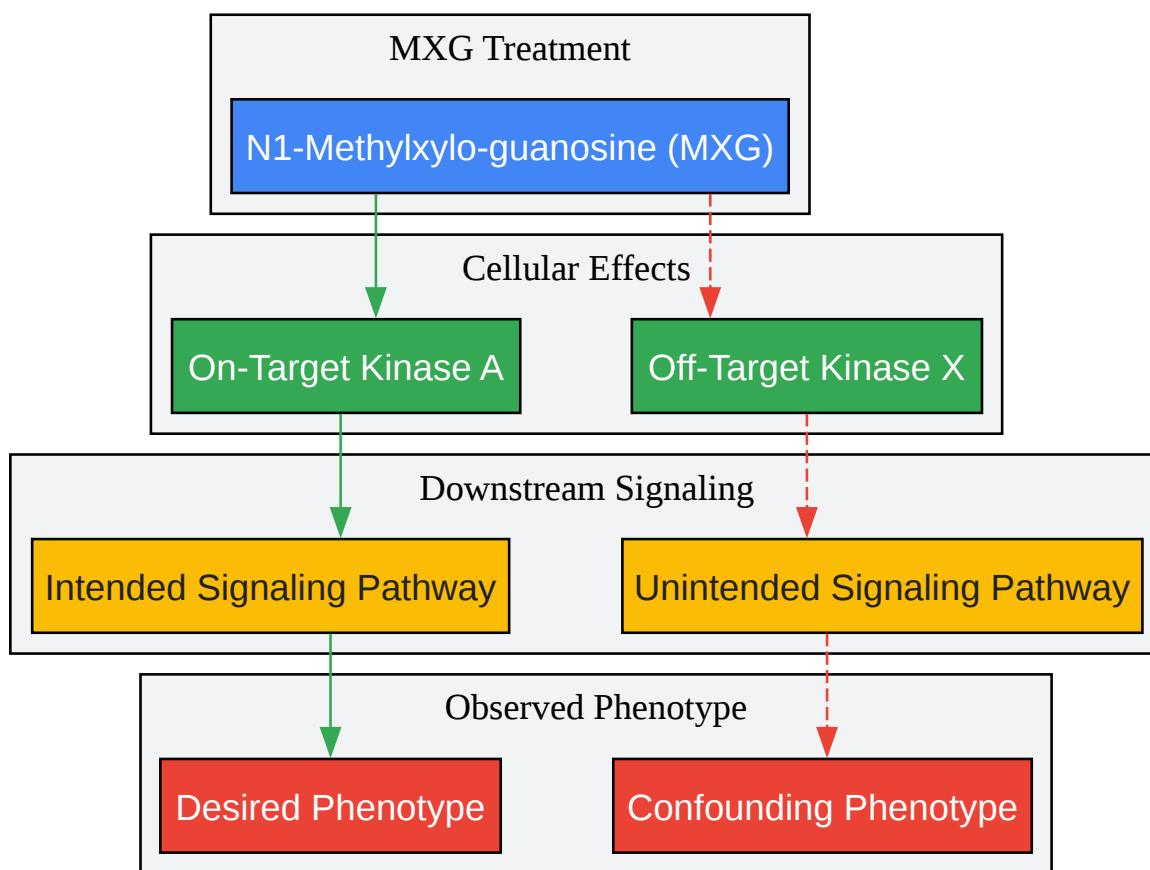 MXG Treatment
N1-Methylxylo-guanosine (MXG)
Cellular Effects
On-Target Kinase A
Off-Target Kinase X
Downstream Signaling
Intended Signaling Pathway
Unintended Signaling Pathway
Observed Phenotype
Desired Phenotype
Confounding Phenotype